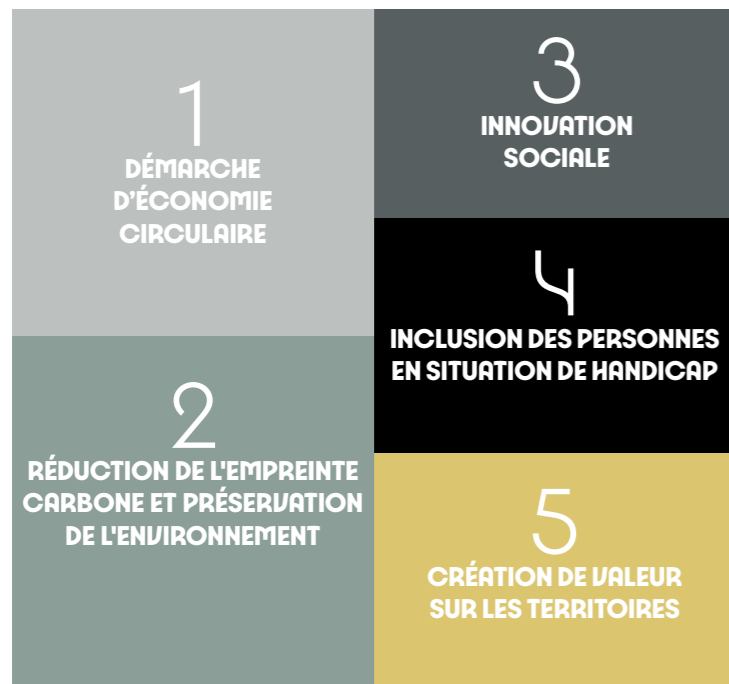 1
DÉMARCHE
D'ÉCONOMIE
CIRCULAIRE
2
RÉDUCTION DE L'EMPREINTE
CARBONE ET PRÉSERVATION
DE L'ENVIRONNEMENT
3
INNOVATION
SOCIALE
4
INCLUSION DES PERSONNES
EN SITUATION DE HANDICAP
5
CRÉATION DE VALEUR
SUR LES TERRITOIRES